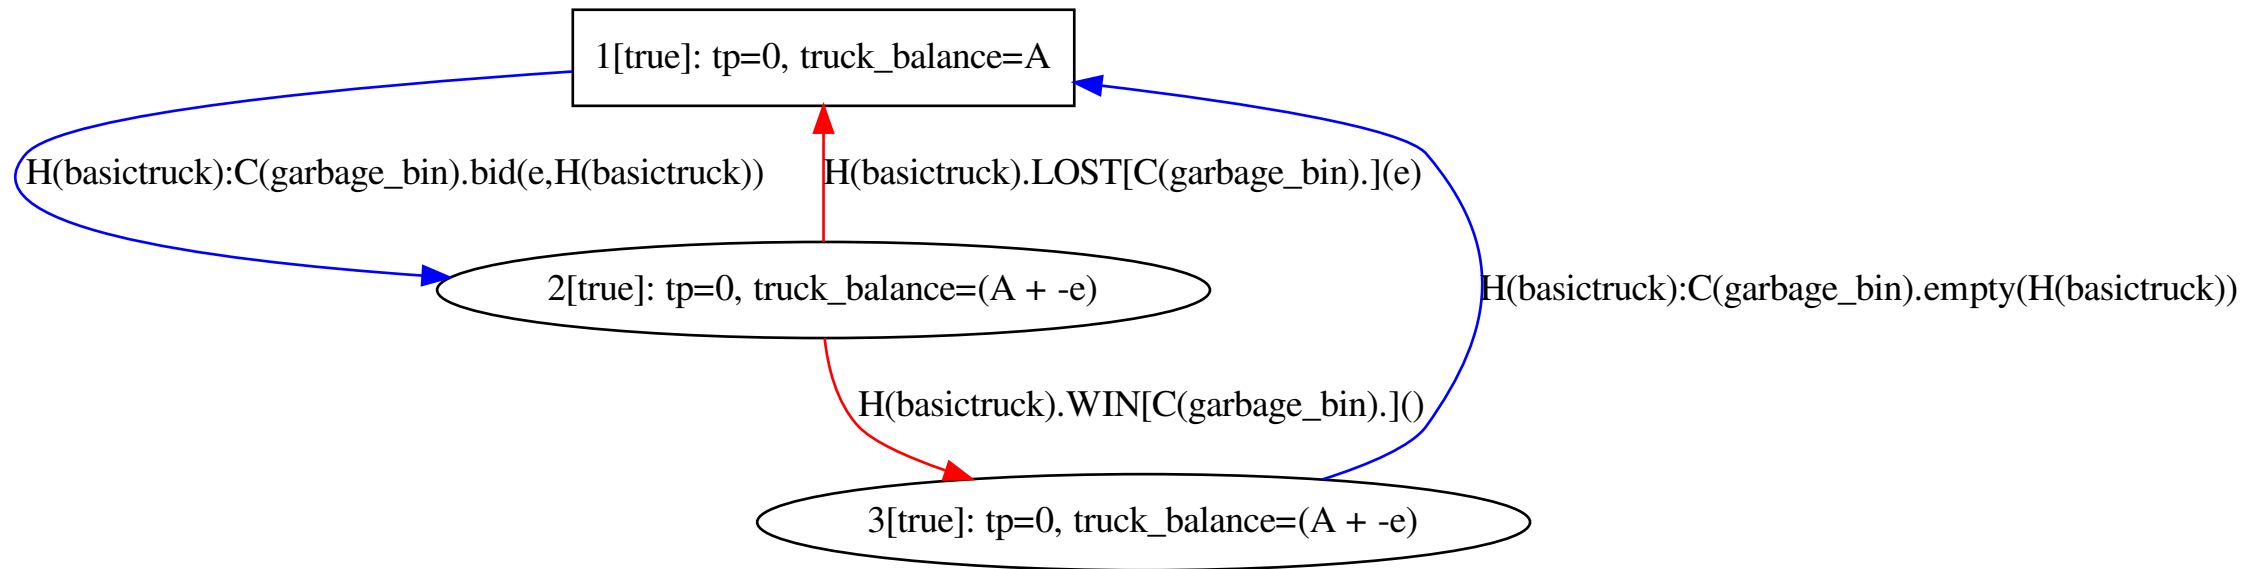 1[true]: tp=0, truck_balance=A
H(basictruck):C(garbage_bin).bid(e,H(basictruck))
H(basictruck).LOST[C(garbage_bin).](e)
2[true]: tp=0, truck_balance=(A + -e)
H(basictruck):C(garbage_bin).empty(H(basictruck))
H(basictruck).WIN[C(garbage_bin).]()
3[true]: tp=0, truck_balance=(A + -e)